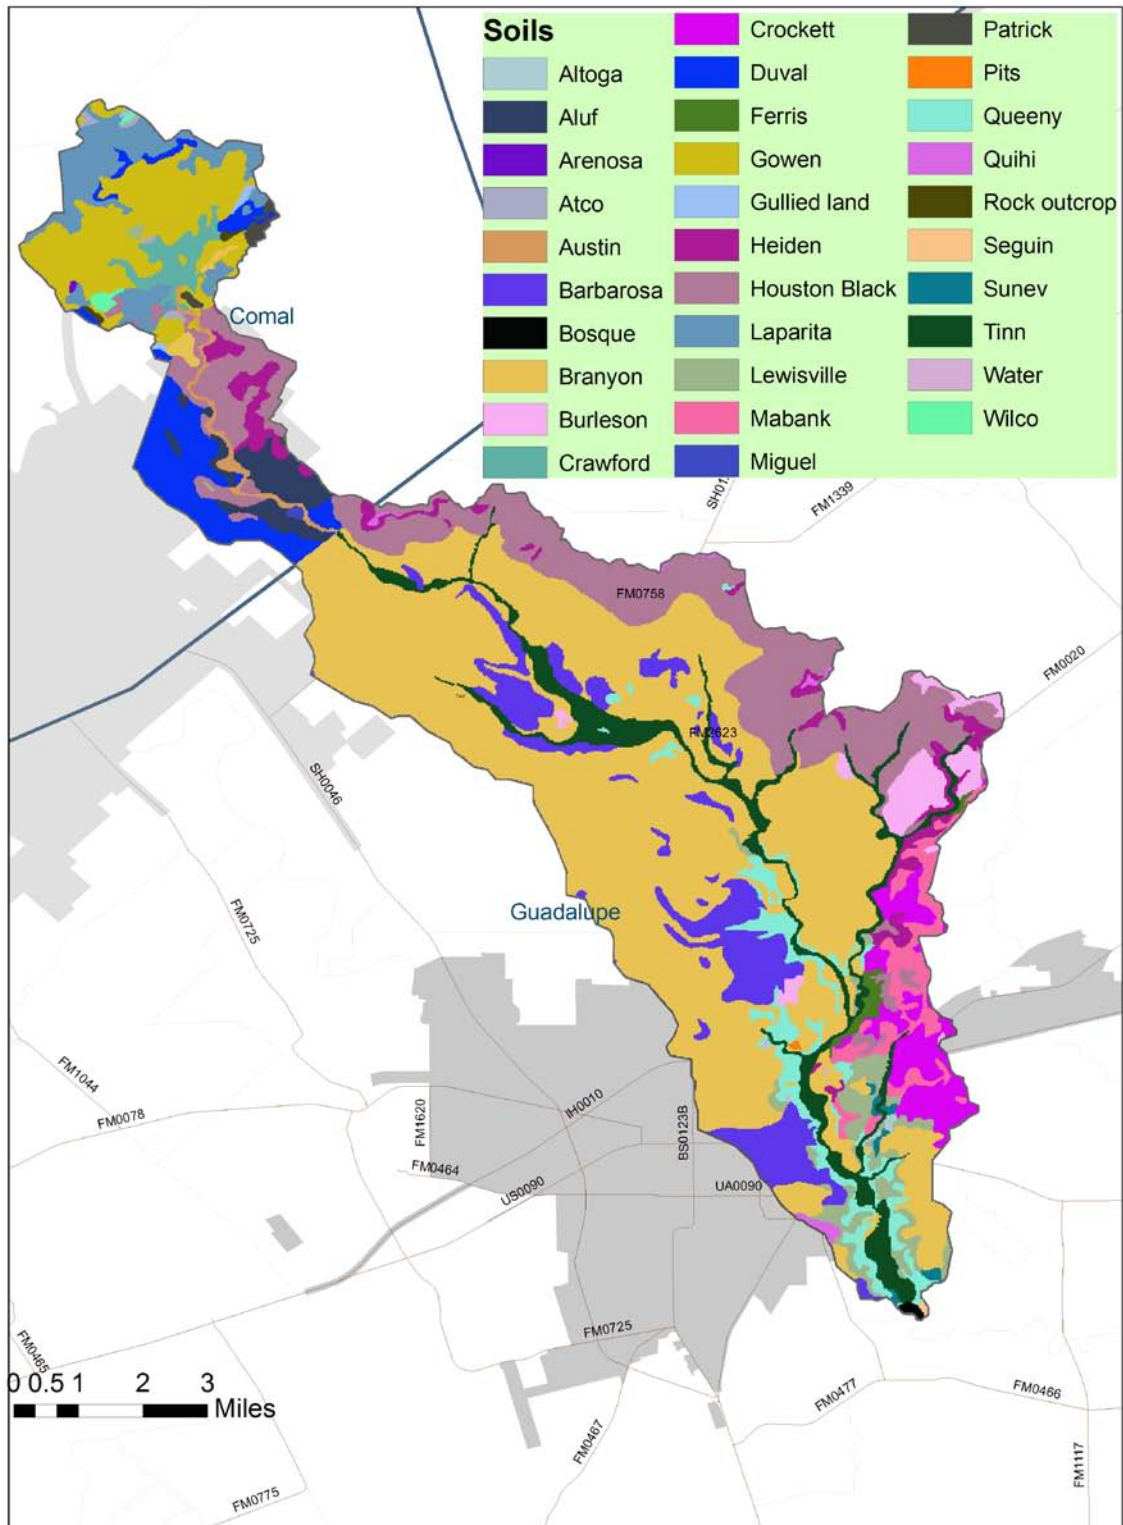 Soils
Altoga
Aluf
Arenosa
Atco
Austin
Barbarosa
Bosque
Branyon
Burleson
Crawford
Crockett
Duval
Ferris
Gowen
Gullied land
Heiden
Houston Black
Laparita
Lewisville
Mabank
Miguel
Patrick
Pits
Queeny
Quihi
Rock outcrop
Seguin
Sunev
Tinn
Water
Wilco
Comal
FM1339
FM0758
FM0020
FM2623
SH0046
FM0725
Guadalupe
FM1044
FM0078
FM1620
IH0010
BS0123B
FM0464
US0090
UA0090
FM0725
FM0465
0 0.5 1 2 3
Miles
FM0477
FM0466
FM0467
FM1117
FM0775